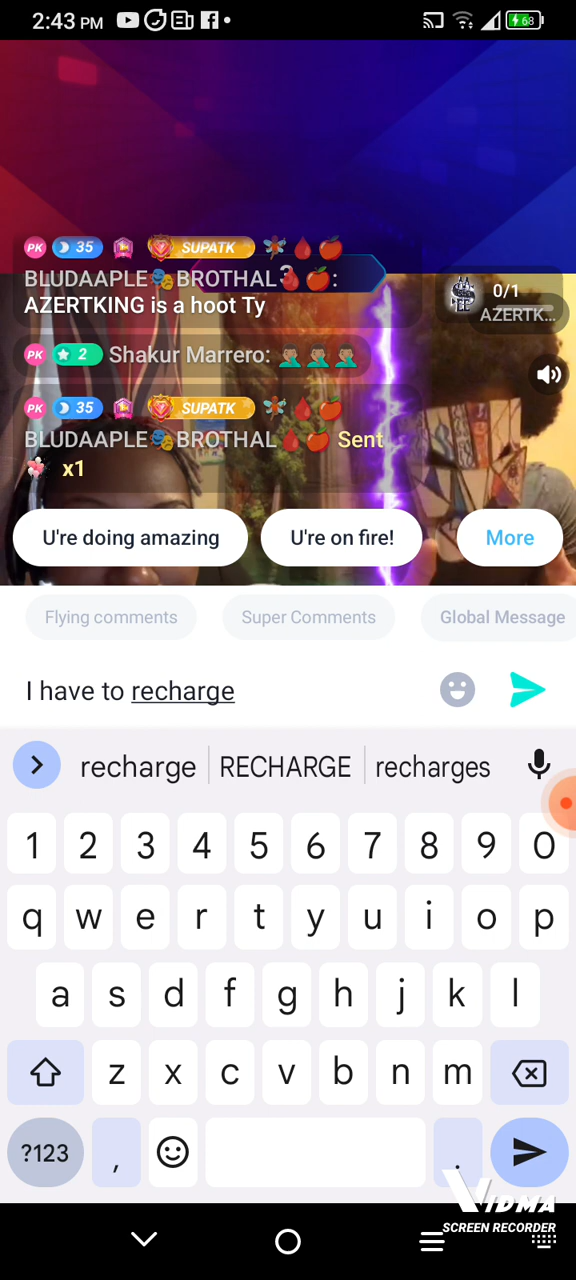 2:43 PM
68
PK 35 SUPATK
BLUDAAPLE🎭BROTHAL🩸🍎:
AZERTKING is a hoot Ty
0/1
AZERTK...
PK 2 Shakur Marrero: 🤦🏽‍♂️🤦🏽‍♂️🤦🏽‍♂️
PK 35 SUPATK
BLUDAAPLE🎭BROTHAL🩸🍎 Sent
x1
U're doing amazing
U're on fire!
More
Flying comments
Super Comments
Global Message
I have to recharge
recharge RECHARGE recharges
1 2 3 4 5 6 7 8 9 0
q w e r t y u i o p
a s d f g h j k l
z x c v b n m
?123 , .
VIDMA
SCREEN RECORDER